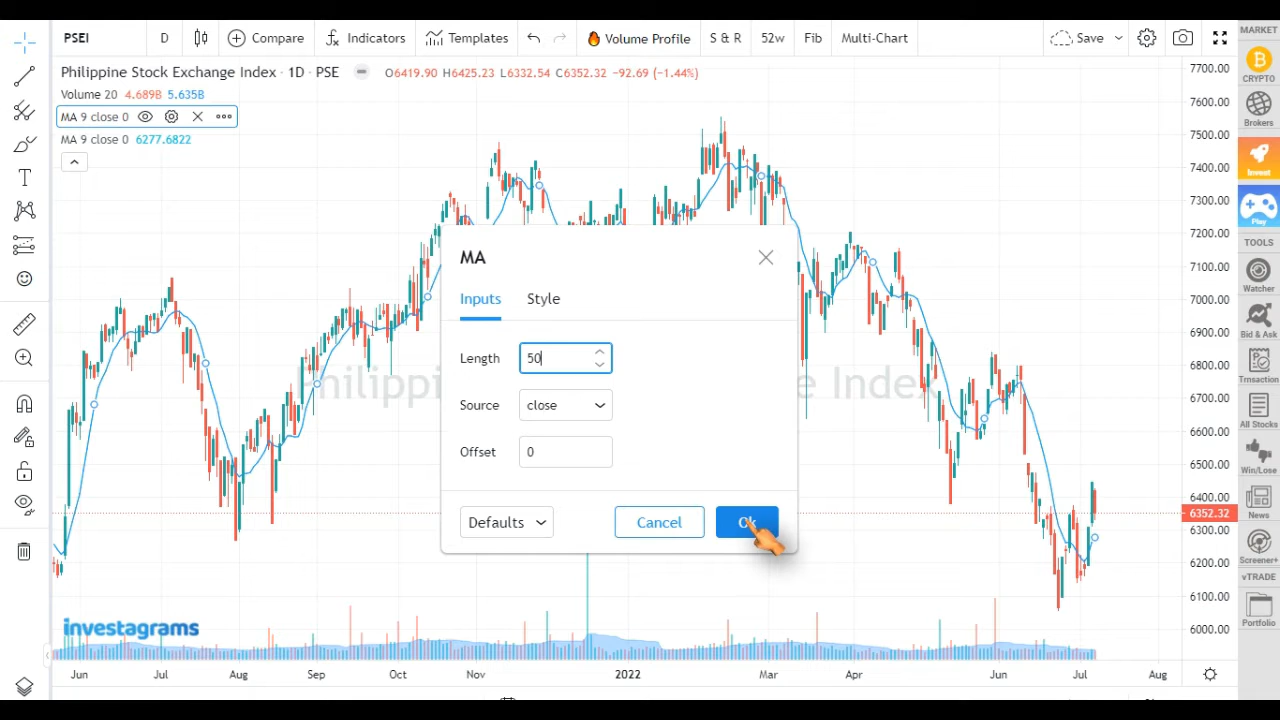 PSEI D Compare Indicators Templates Volume Profile S & R 52w Fib Multi-Chart Save
MARKET
Philippine Stock Exchange Index · 1D · PSE O6419.90 H6425.23 L6332.54 C6352.32 −92.69 (−1.44%)
Volume 20 4.689B 5.635B
MA 9 close 0
MA 9 close 0 6277.6822
7700.00
7600.00
7500.00
7400.00
7300.00
7200.00
7100.00
7000.00
6900.00
6800.00
6700.00
6600.00
6500.00
6400.00
6352.32
6300.00
6200.00
6100.00
6000.00
CRYPTO
Brokers
Invest
Play
TOOLS
Watcher
Bid & Ask
Trnsaction
All Stocks
Win/Lose
News
Screener+
vTRADE
Portfolio
MA
Inputs Style
Length 50
Source close
Offset 0
Defaults Cancel Ok
Philippi
e Index
investagrams
Jun Jul Aug Sep Oct Nov 2022 Mar Apr Jun Jul Aug